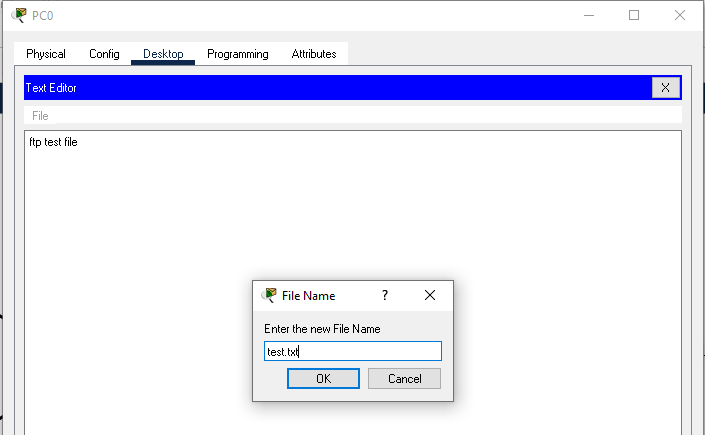 PC0
Physical Config Desktop Programming Attributes
Text Editor X
File
ftp test file
File Name ?
Enter the new File Name
test.txt
OK Cancel